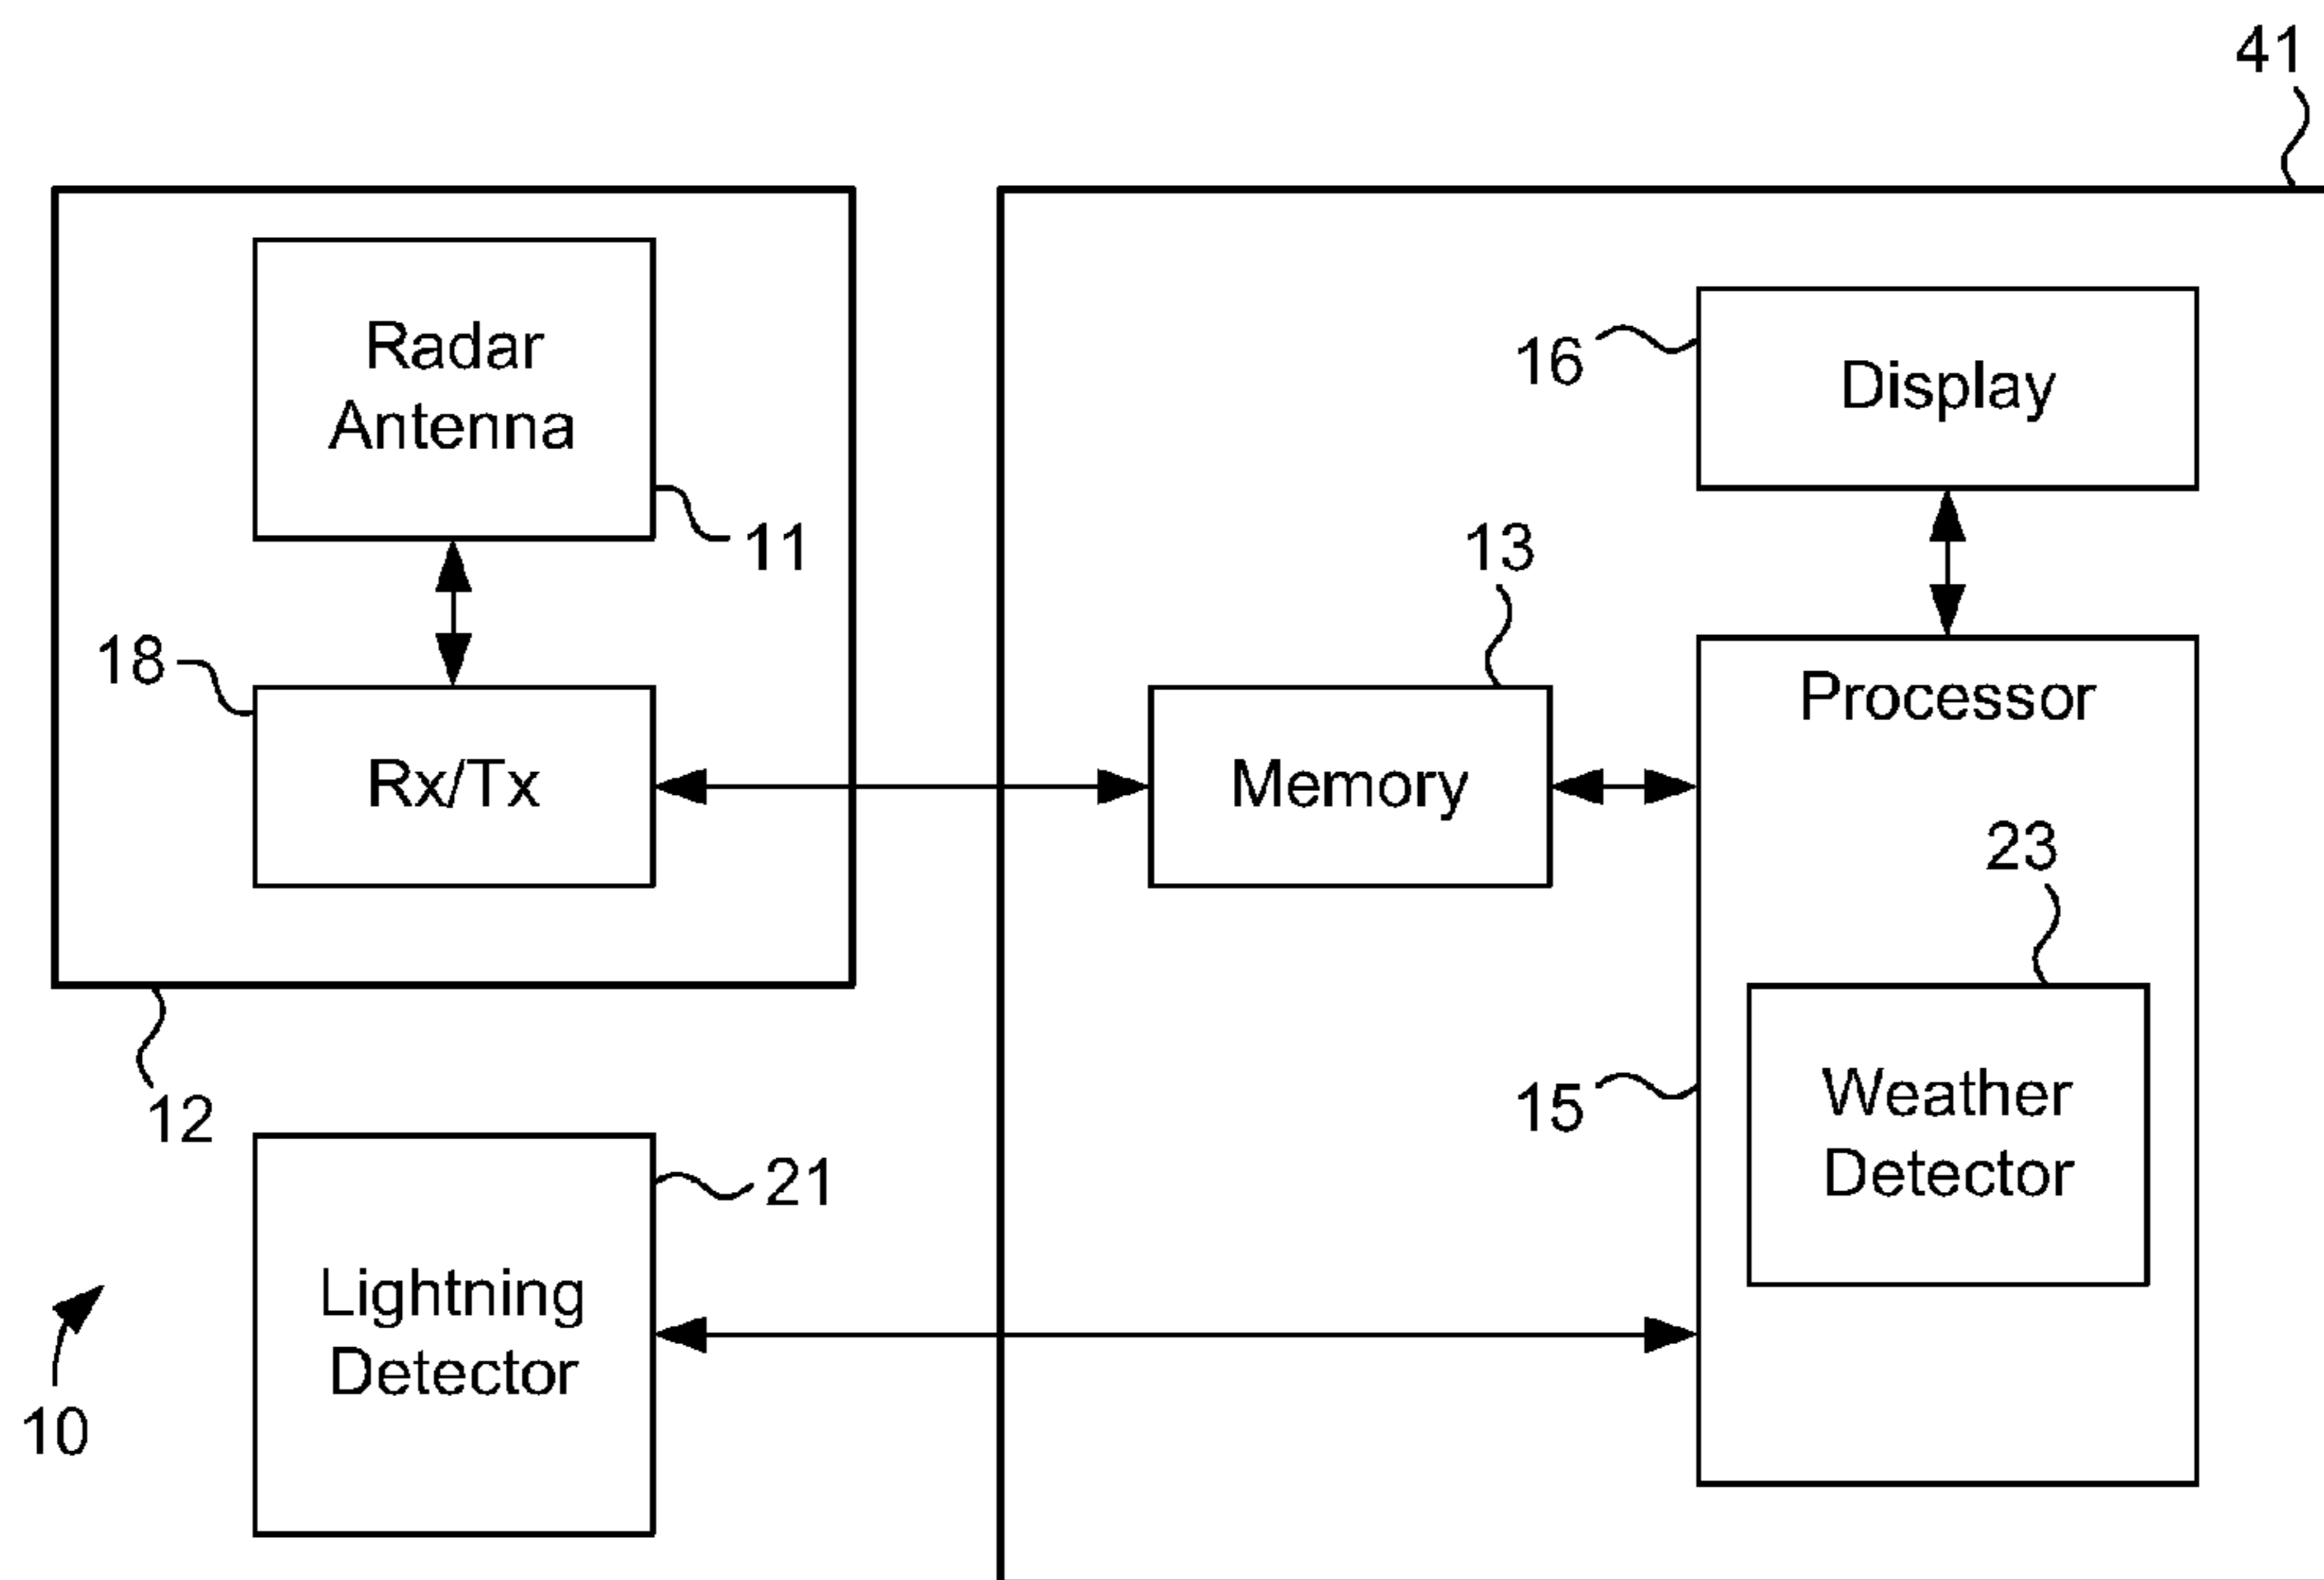 41
Radar
Antenna
11
16
Display
13
18
Rx/Tx
Memory
Processor
23
Weather
Detector
15
12
21
Lightning
Detector
10